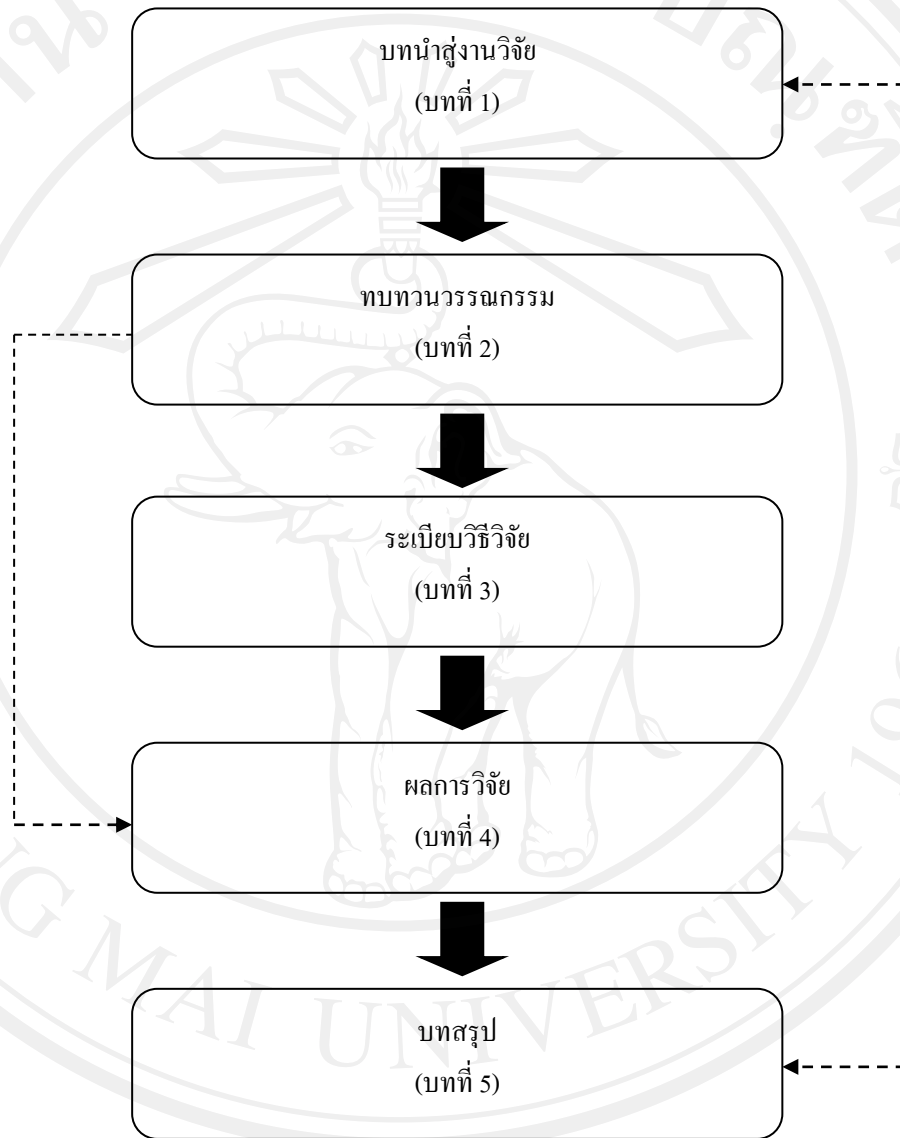 บทนำสู่งานวิจัย
(บทที่ 1)
ทบทวนวรรณกรรม
(บทที่ 2)
ระเบียบวิธีวิจัย
(บทที่ 3)
ผลการวิจัย
(บทที่ 4)
บทสรุป
(บทที่ 5)
G MAI UNIVERSITY